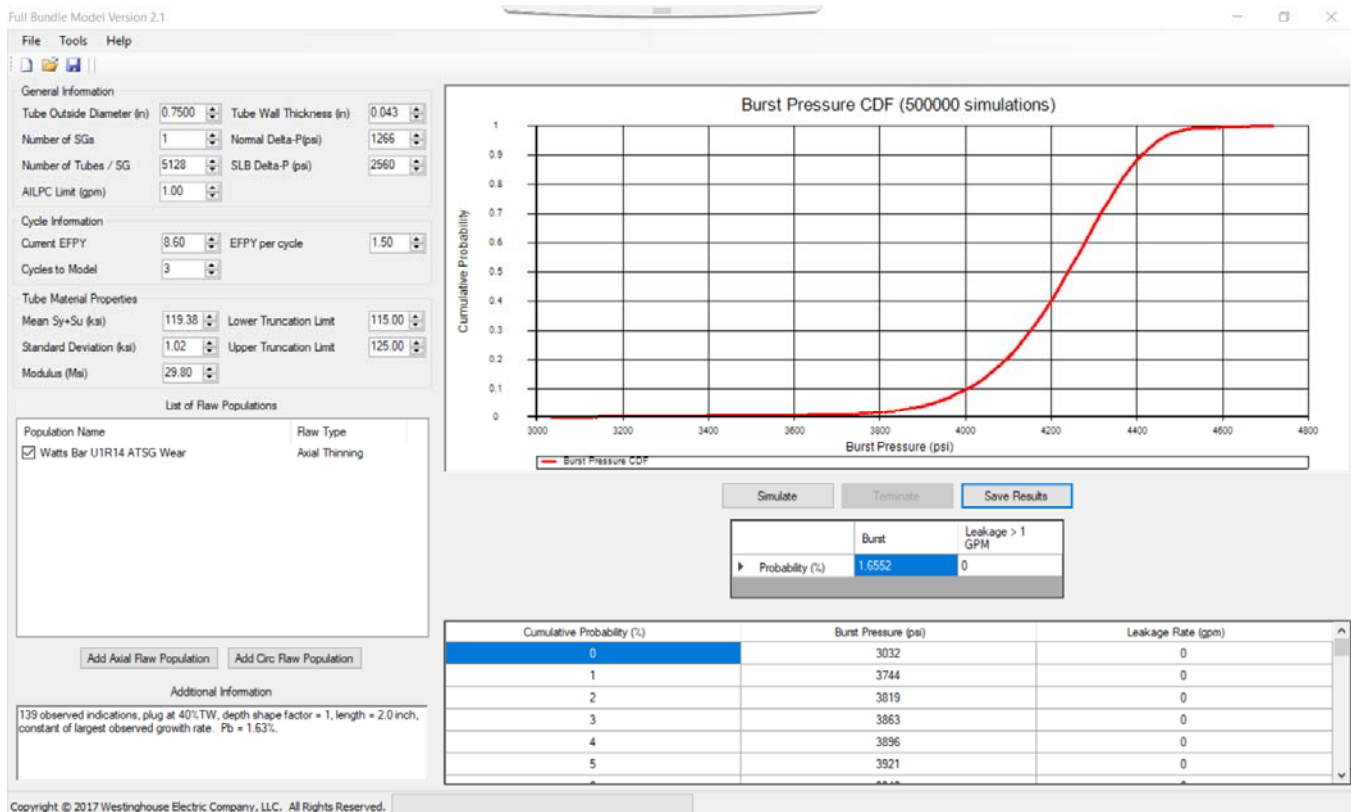 Full Bundle Model Version 2.1
File Tools Help
General Information
Tube Outside Diameter (in) 0.7500 Tube Wall Thickness (in) 0.043
Number of SGs 1 Normal Delta-P(psi) 1266
Number of Tubes / SG 5128 SLB Delta-P (psi) 2560
AILPC Limit (gpm) 1.00
Cycle Information
Current EFPY 8.60 EFPY per cycle 1.50
Cycles to Model 3
Tube Material Properties
Mean Sy+Su (ksi) 119.38 Lower Truncation Limit 115.00
Standard Deviation (ksi) 1.02 Upper Truncation Limit 125.00
Modulus (Msi) 29.80
List of Flaw Populations
Population Name Flaw Type
Watts Bar U1R14 ATSG Wear Axial Thinning
Add Axial Flaw Population Add Circ Flaw Population
Additional Information
139 observed indications, plug at 40%TW, depth shape factor = 1, length = 2.0 inch,
constant of largest observed growth rate. Pb = 1.63%.
Burst Pressure CDF (500000 simulations)
Cumulative Probability
1
0.9
0.8
0.7
0.6
0.5
0.4
0.3
0.2
0.1
0
3000 3200 3400 3600 3800 4000 4200 4400 4600 4800
Burst Pressure (psi)
Burst Pressure CDF
Simulate Terminate Save Results
Burst Leakage > 1
GPM
Probability (%) 1.6552 0
Cumulative Probability (%) Burst Pressure (psi) Leakage Rate (gpm)
0 3032 0
1 3744 0
2 3819 0
3 3863 0
4 3896 0
5 3921 0
Copyright © 2017 Westinghouse Electric Company, LLC. All Rights Reserved.